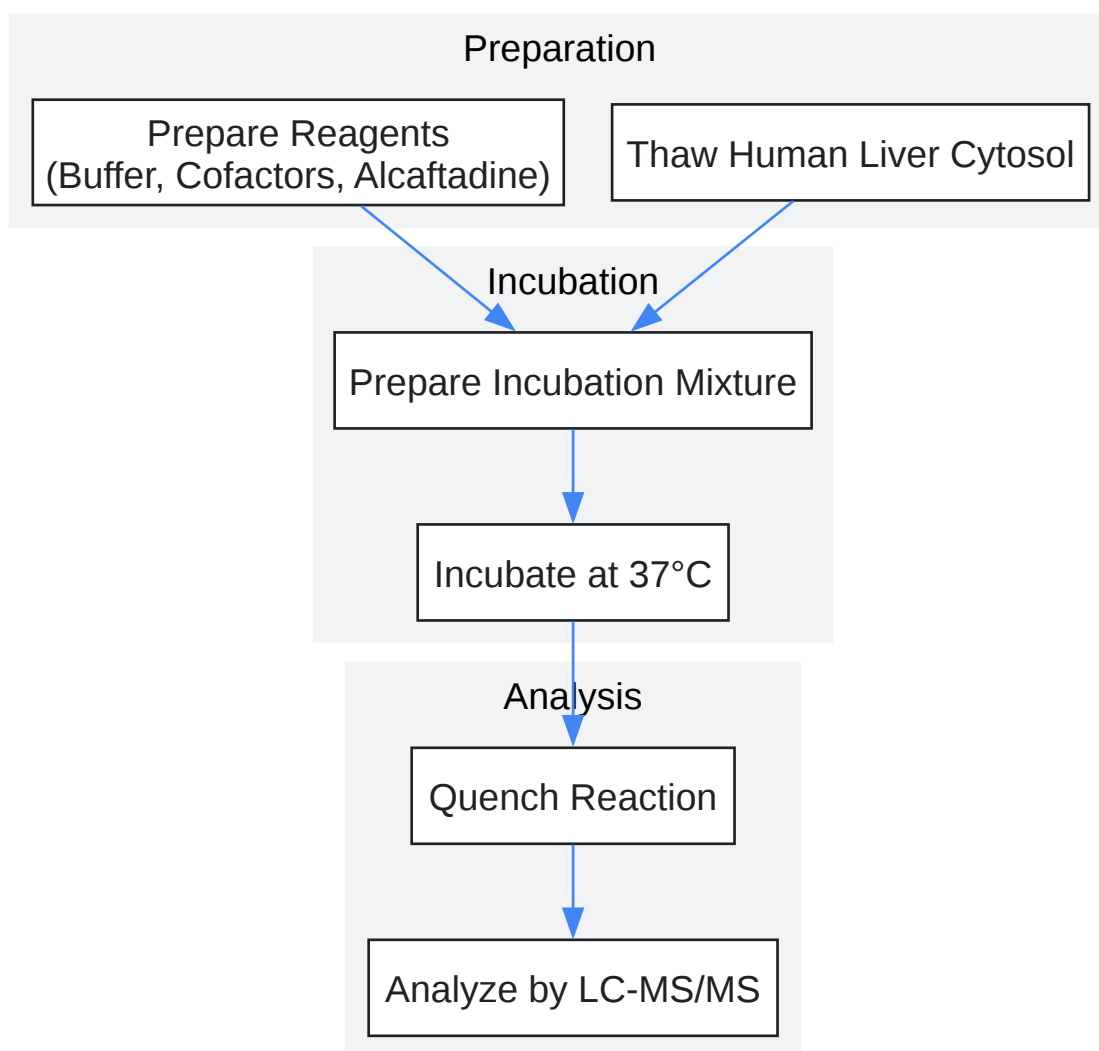 Preparation
Prepare Reagents
(Buffer, Cofactors, Alcaftadine)
Thaw Human Liver Cytosol
Incubation
Prepare Incubation Mixture
Incubate at 37°C
Analysis
Quench Reaction
Analyze by LC-MS/MS